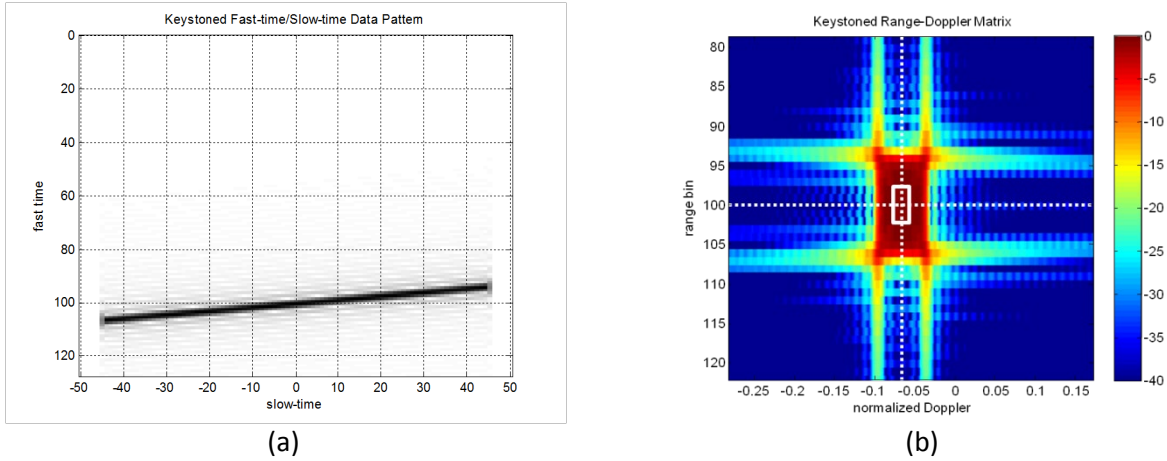 Keystoned Fast-time/Slow-time Data Pattern
0
20
40
60
80
100
120
fast time
-50 -40 -30 -20 -10 0 10 20 30 40 50
slow-time
(a)
Keystoned Range-Doppler Matrix
80
85
90
95
100
105
110
115
120
range bin
-0.25 -0.2 -0.15 -0.1 -0.05 0 0.05 0.1 0.15
normalized Doppler
0
-5
-10
-15
-20
-25
-30
-35
-40
(b)